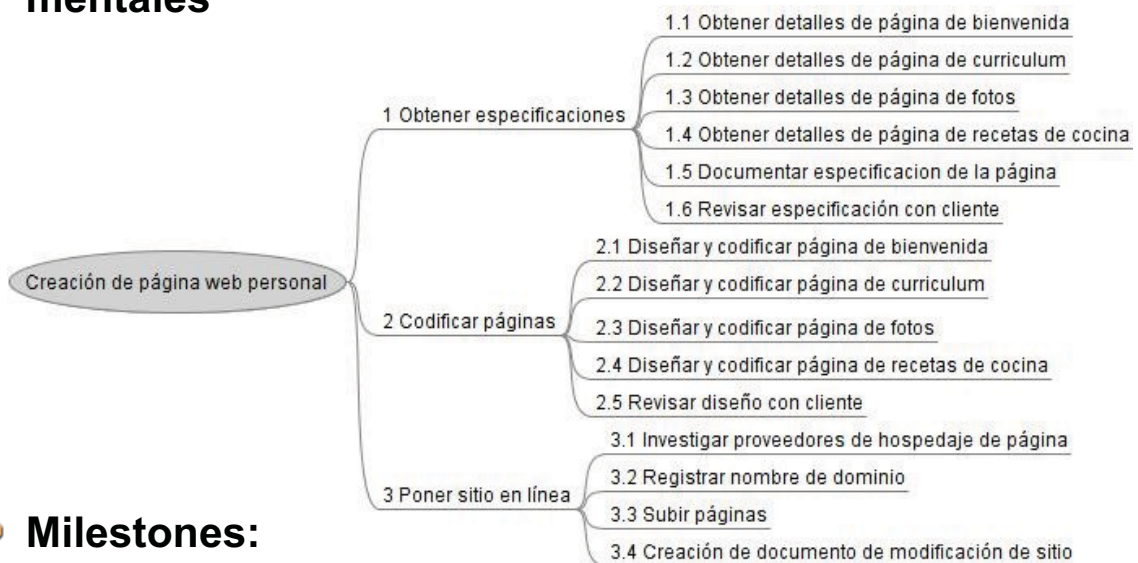 mentales
Creación de página web personal
1 Obtener especificaciones
1.1 Obtener detalles de página de bienvenida
1.2 Obtener detalles de página de curriculum
1.3 Obtener detalles de página de fotos
1.4 Obtener detalles de página de recetas de cocina
1.5 Documentar especificacion de la página
1.6 Revisar especificación con cliente
2 Codificar páginas
2.1 Diseñar y codificar página de bienvenida
2.2 Diseñar y codificar página de curriculum
2.3 Diseñar y codificar página de fotos
2.4 Diseñar y codificar página de recetas de cocina
2.5 Revisar diseño con cliente
3 Poner sitio en línea
3.1 Investigar proveedores de hospedaje de página
3.2 Registrar nombre de dominio
3.3 Subir páginas
3.4 Creación de documento de modificación de sitio
Milestones: